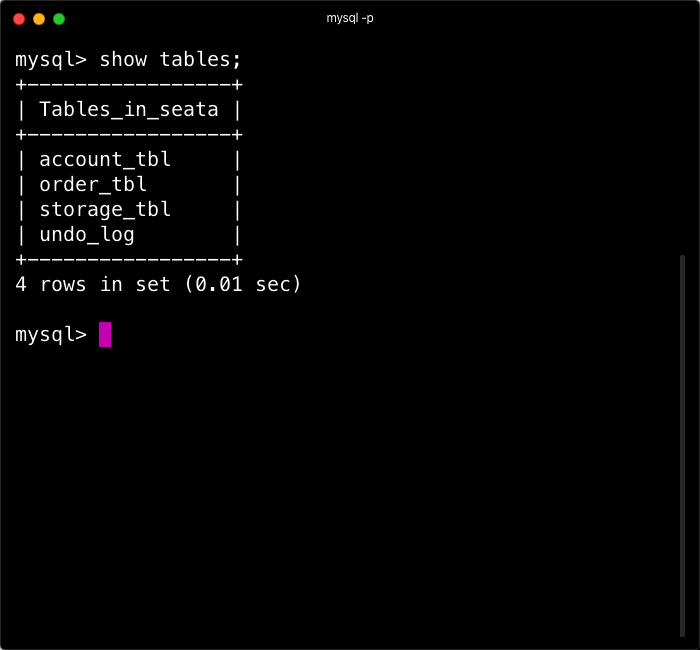 mysql -p
mysql> show tables;
+-----------------+
| Tables_in_seata |
+-----------------+
| account_tbl     |
| order_tbl       |
| storage_tbl     |
| undo_log        |
+-----------------+
4 rows in set (0.01 sec)
mysql>